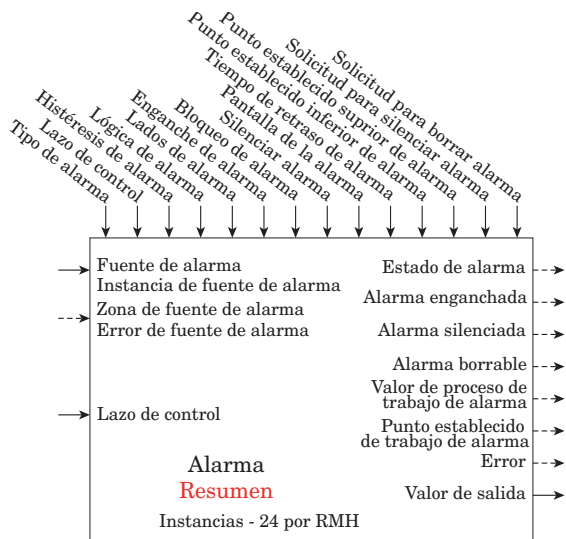 Tipo de alarma
Lazo de control
Histéresis de alarma
Lógica de alarma
Lados de alarma
Enganche de alarma
Bloqueo de alarma
Silenciar alarma
Pantalla de la alarma
Tiempo de retraso de alarma
Punto establecido inferior de alarma
Punto establecido suprior de alarma
Solicitud para silenciar alarma
Solicitud para borrar alarma
Fuente de alarma
Instancia de fuente de alarma
Zona de fuente de alarma
Error de fuente de alarma
Lazo de control
Estado de alarma
Alarma enganchada
Alarma silenciada
Alarma borrable
Valor de proceso de
trabajo de alarma
Punto establecido
de trabajo de alarma
Error
Valor de salida
Alarma
Resumen
Instancias - 24 por RMH